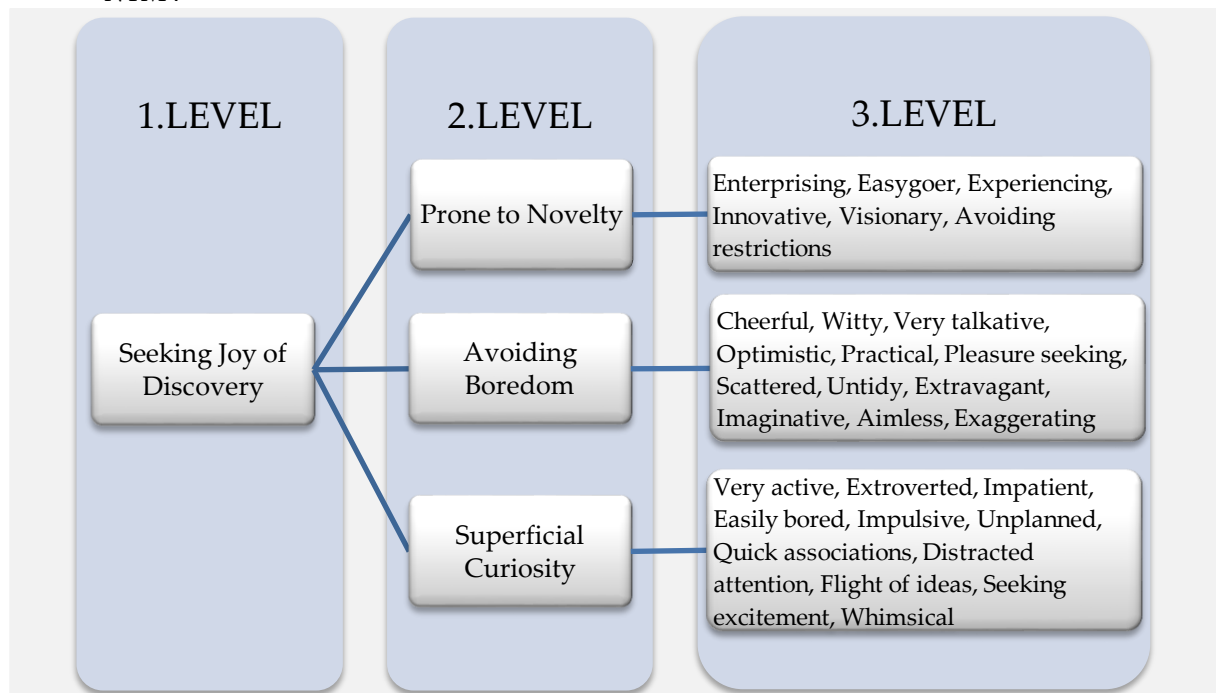 1.LEVEL
2.LEVEL
3.LEVEL
Seeking Joy of
Discovery
Prone to Novelty
Enterprising, Easygoer, Experiencing,
Innovative, Visionary, Avoiding
restrictions
Avoiding
Boredom
Cheerful, Witty, Very talkative,
Optimistic, Practical, Pleasure seeking,
Scattered, Untidy, Extravagant,
Imaginative, Aimless, Exaggerating
Superficial
Curiosity
Very active, Extroverted, Impatient,
Easily bored, Impulsive, Unplanned,
Quick associations, Distracted
attention, Flight of ideas, Seeking
excitement, Whimsical